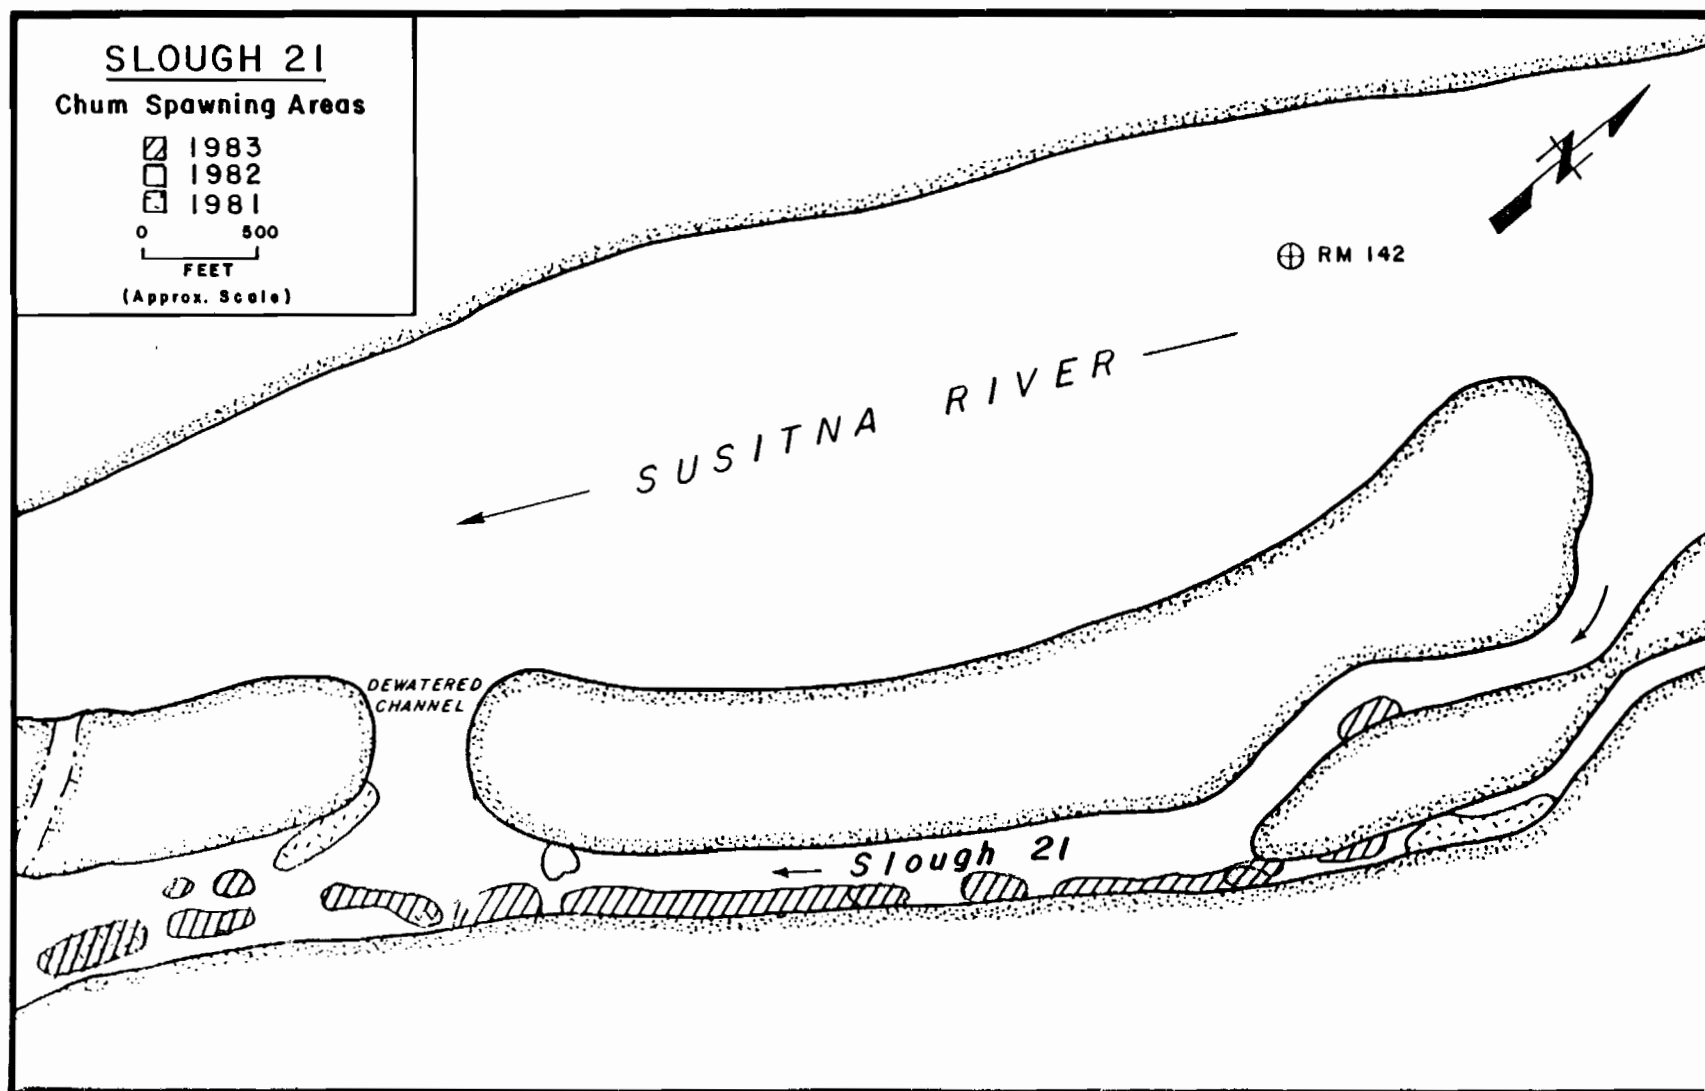 SLOUGH 21
Chum Spawning Areas
1983
1982
1981
0 500
FEET
(Approx. Scale)
N
RM 142
SUSITNA RIVER
DEWATERED
CHANNEL
Slough 21